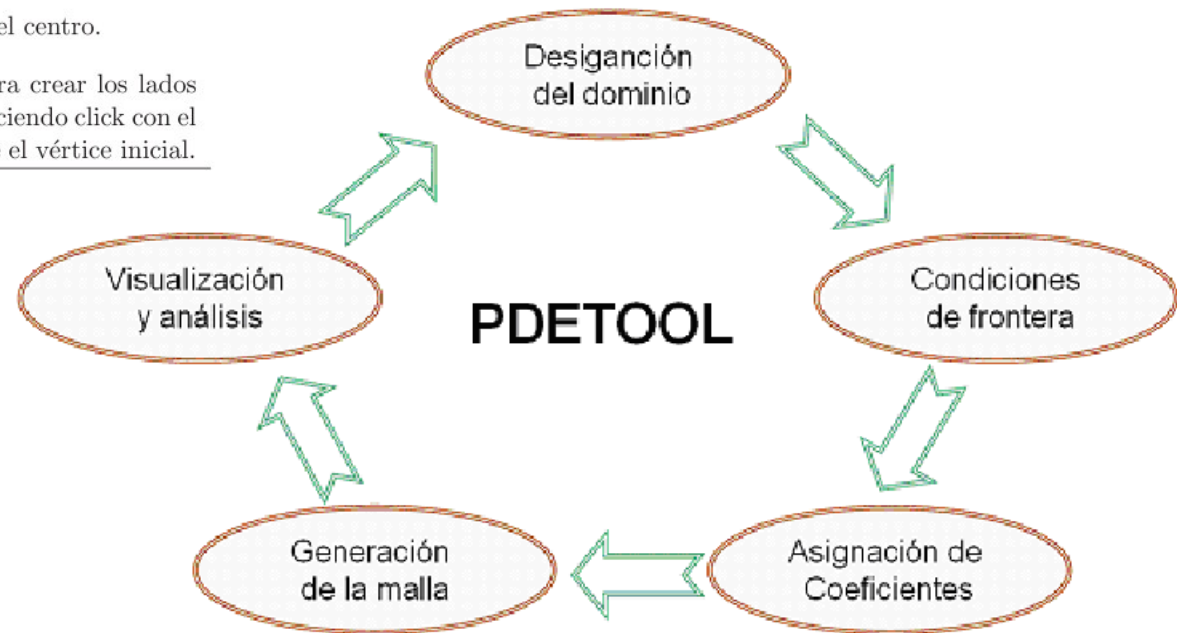 el centro.
ra crear los lados
ciendo click con el
el vértice inicial.
Desigancíón
del dominio
Condiciones
de frontera
Asignación de
Coeficientes
Generación
de la malla
Visualización
y análisis
PDETOOL